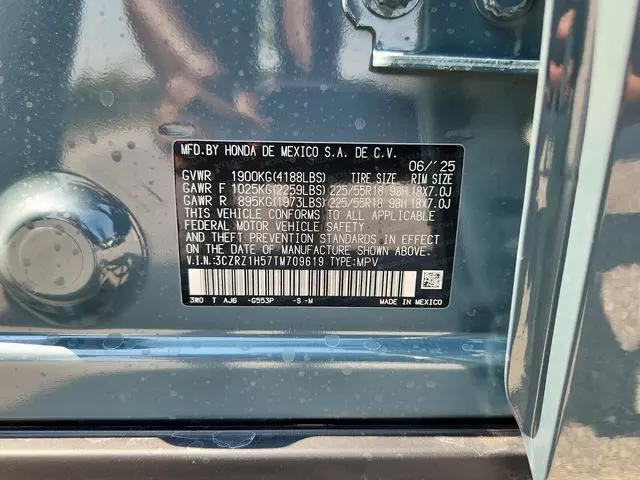 MFD.BY HONDA DE MEXICO S.A. DE C.V. 06/'25
GVWR 1900KG(4188LBS) TIRE SIZE RIM SIZE
GAWR F 1025KG(2259LBS) 225/55R18 98H 18X7.0J
GAWR R 895KG(1973LBS) 225/55R18 98H 18X7.0J
THIS VEHICLE CONFORMS TO ALL APPLICABLE
FEDERAL MOTOR VEHICLE SAFETY
AND THEFT PREVENTION STANDARDS IN EFFECT
ON THE DATE OF MANUFACTURE SHOWN ABOVE.
V.I.N.:3CZRZ1H57TM709619 TYPE:MPV
3W0 T AJ6 -G553P -S-M MADE IN MEXICO